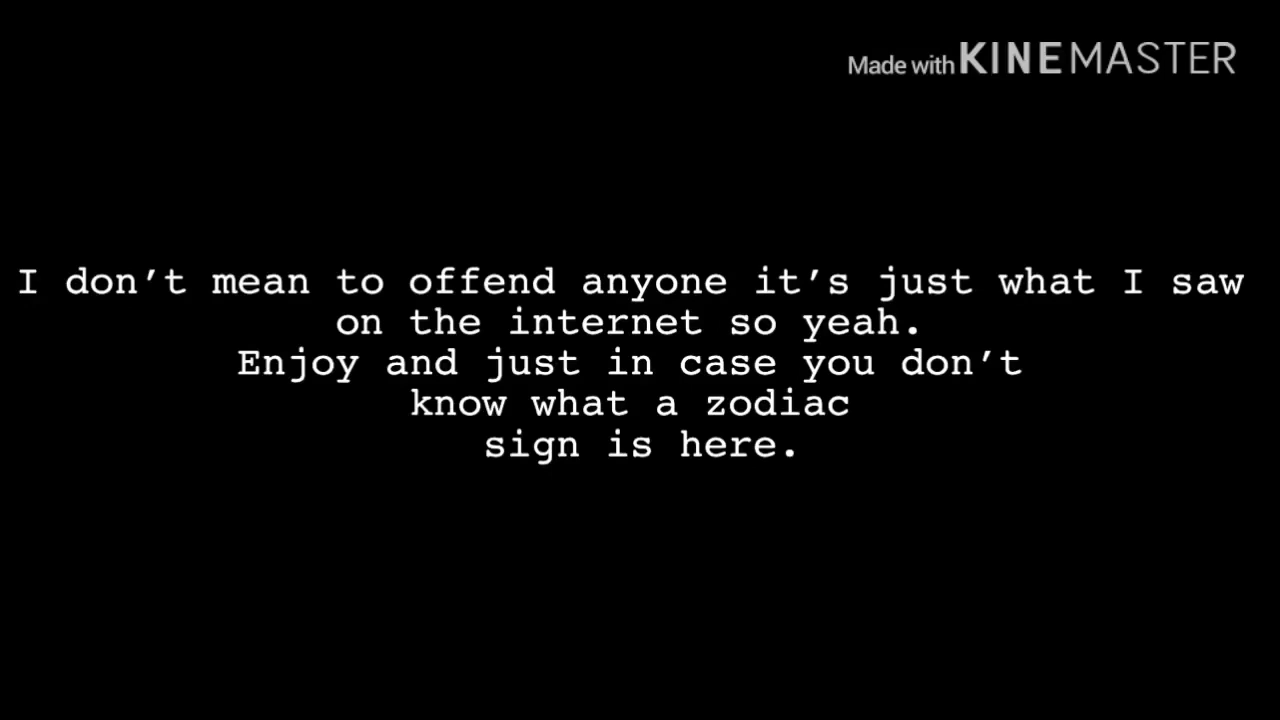 Made with KINEMASTER
I don’t mean to offend anyone it’s just what I saw
on the internet so yeah.
Enjoy and just in case you don’t
know what a zodiac
sign is here.